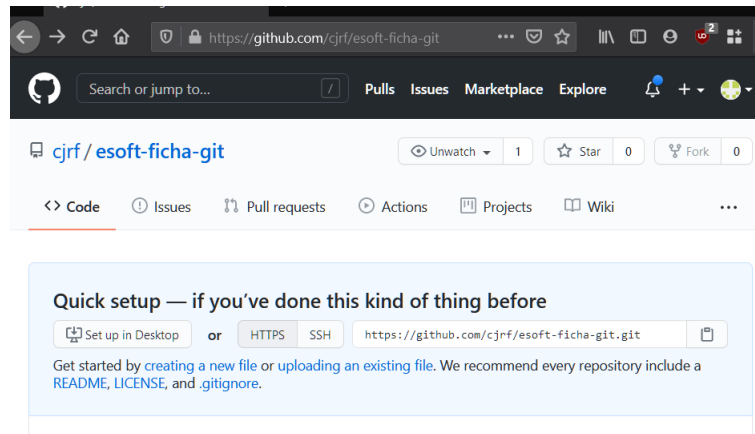 https://github.com/cjrf/esoft-ficha-git
2
Search or jump to... / Pulls Issues Marketplace Explore
cjrf / esoft-ficha-git Unwatch 1 Star 0 Fork 0
Code Issues Pull requests Actions Projects Wiki
Quick setup — if you’ve done this kind of thing before
Set up in Desktop or HTTPS SSH https://github.com/cjrf/esoft-ficha-git.git
Get started by creating a new file or uploading an existing file. We recommend every repository include a
README, LICENSE, and .gitignore.